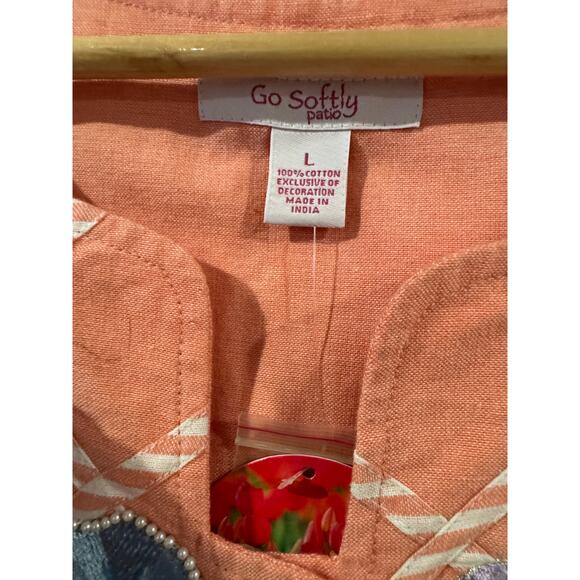 Go Softly
patio
L
100% COTTON
EXCLUSIVE OF
DECORATION
MADE IN
INDIA